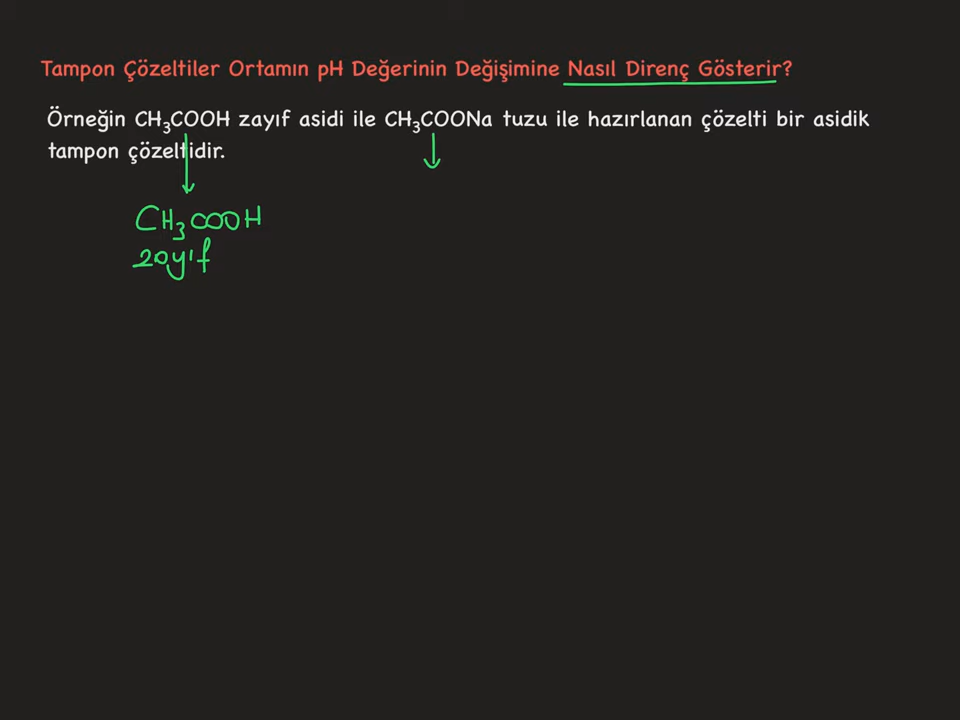 Tampon Çözeltiler Ortamın pH Değerinin Değişimine Nasıl Direnç Gösterir?
Örneğin CH₃COOH zayıf asidi ile CH₃COONa tuzu ile hazırlanan çözelti bir asidik
tampon çözeltidir.
CH₃COOH
zayıf